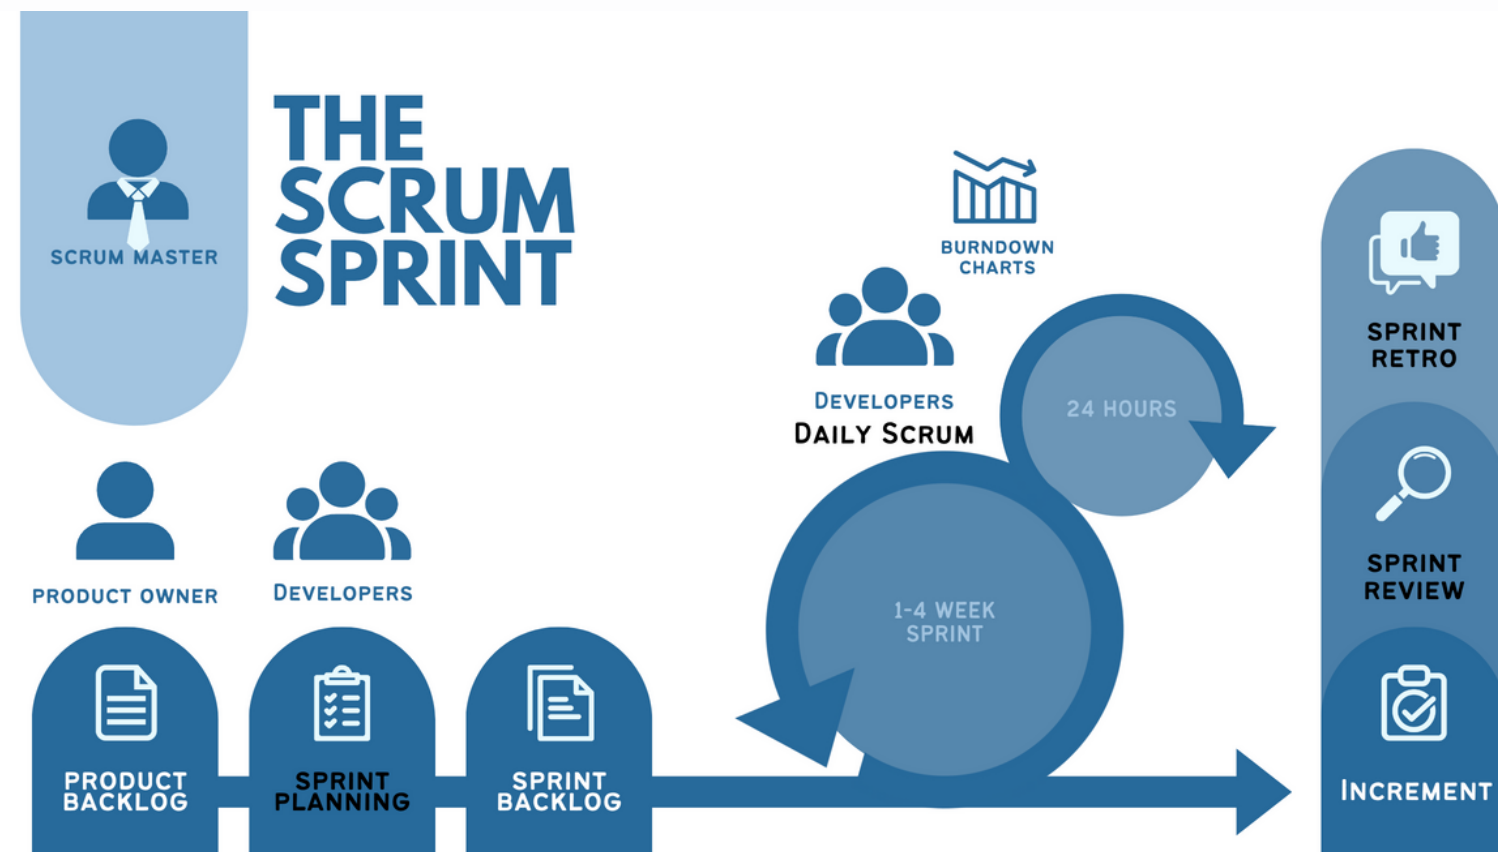 THE
SCRUM
SPRINT
SCRUM MASTER
BURNDOWN
CHARTS
DEVELOPERS
DAILY SCRUM
24 HOURS
1-4 WEEK
SPRINT
PRODUCT OWNER
DEVELOPERS
PRODUCT
BACKLOG
SPRINT
PLANNING
SPRINT
BACKLOG
SPRINT
RETRO
SPRINT
REVIEW
INCREMENT